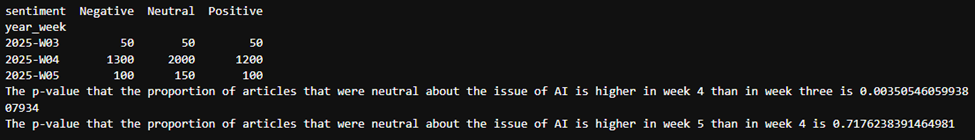 sentiment  Negative  Neutral  Positive
year_week
2025-W03         50       50        50
2025-W04       1300     2000      1200
2025-W05        100      150       100
The p-value that the proportion of articles that were neutral about the issue of AI is higher in week 4 than in week three is 0.00350546059938
07934
The p-value that the proportion of articles that were neutral about the issue of AI is higher in week 5 than in week 4 is 0.7176238391464981